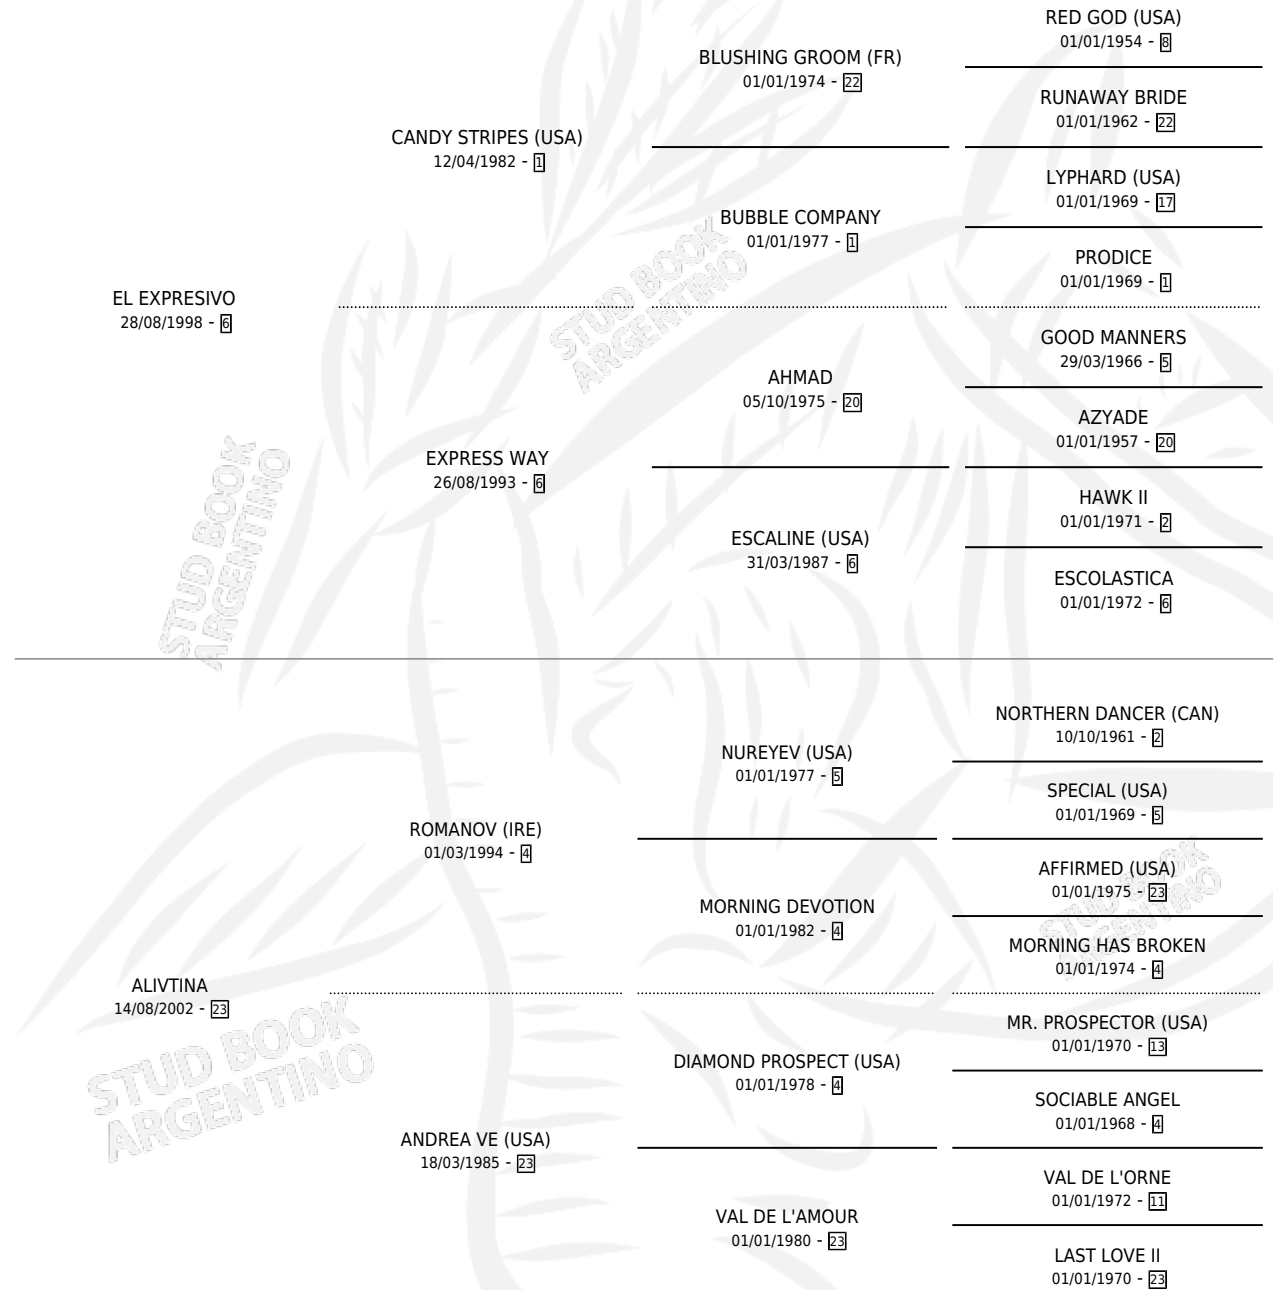 RED GOD (USA)
01/01/1954 - 8
BLUSHING GROOM (FR)
01/01/1974 - 22
RUNAWAY BRIDE
01/01/1962 - 22
CANDY STRIPES (USA)
12/04/1982 - 1
LYPHARD (USA)
01/01/1969 - 17
BUBBLE COMPANY
01/01/1977 - 1
PRODICE
01/01/1969 - 1
EL EXPRESIVO
28/08/1998 - 6
STUD BOOK
ARGENTINO
GOOD MANNERS
29/03/1966 - 5
AHMAD
05/10/1975 - 20
AZYADE
01/01/1957 - 20
EXPRESS WAY
26/08/1993 - 6
HAWK II
01/01/1971 - 2
ESCALINE (USA)
31/03/1987 - 6
ESCOLASTICA
01/01/1972 - 6
STUD BOOK
ARGENTINO
NORTHERN DANCER (CAN)
10/10/1961 - 2
NUREYEV (USA)
01/01/1977 - 5
SPECIAL (USA)
01/01/1969 - 5
ROMANOV (IRE)
01/03/1994 - 4
AFFIRMED (USA)
01/01/1975 - 23
STUD BOOK
ARGENTINO
MORNING DEVOTION
01/01/1982 - 4
MORNING HAS BROKEN
01/01/1974 - 4
ALIVTINA
14/08/2002 - 23
STUD BOOK
ARGENTINO
MR. PROSPECTOR (USA)
01/01/1970 - 13
DIAMOND PROSPECT (USA)
01/01/1978 - 4
SOCIABLE ANGEL
01/01/1968 - 4
ANDREA VE (USA)
18/03/1985 - 23
VAL DE L'ORNE
01/01/1972 - 11
VAL DE L'AMOUR
01/01/1980 - 23
LAST LOVE II
01/01/1970 - 23